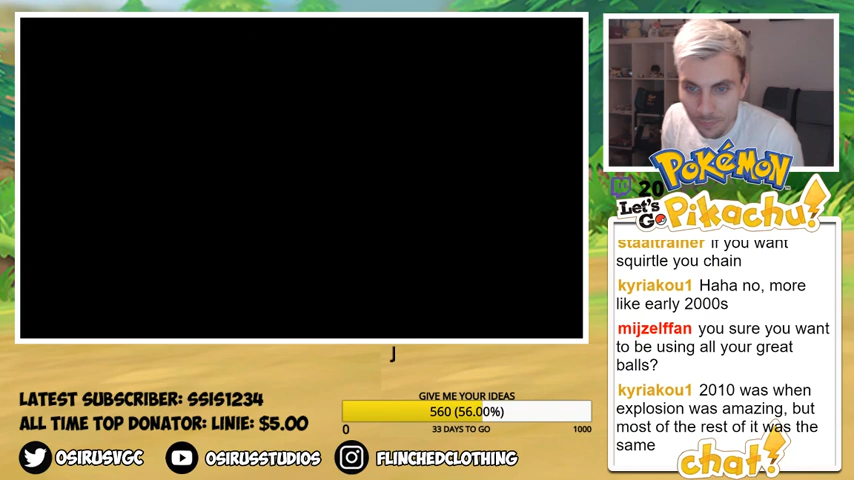 POKÉMON
20
Let's
Go
Pikachu!
staaltrainer if you want
squirtle you chain
kyriakou1 Haha no, more
like early 2000s
mijzelffan you sure you want
to be using all your great
balls?
kyriakou1 2010 was when
explosion was amazing, but
most of the rest of it was the
same
chat!
J
LATEST SUBSCRIBER: SSIS1234
ALL TIME TOP DONATOR: LINIE: $5.00
GIVE ME YOUR IDEAS
560 (56.00%)
0 33 DAYS TO GO 1000
OSIRUSVGC OSIRUSSTUDIOS FLINCHEDCLOTHING